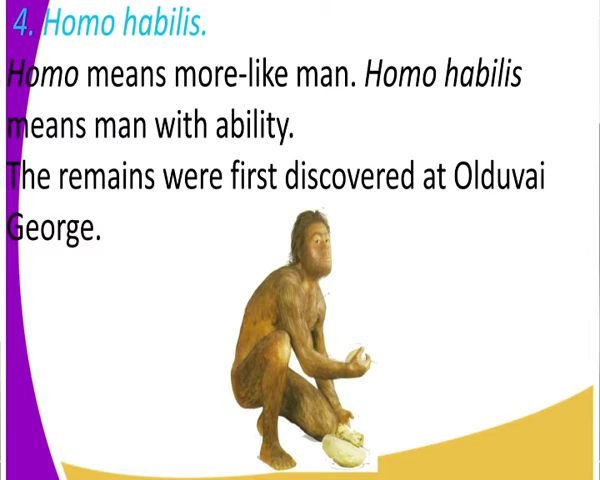 4. Homo habilis.
Homo means more-like man. Homo habilis
means man with ability.
The remains were first discovered at Olduvai
George.